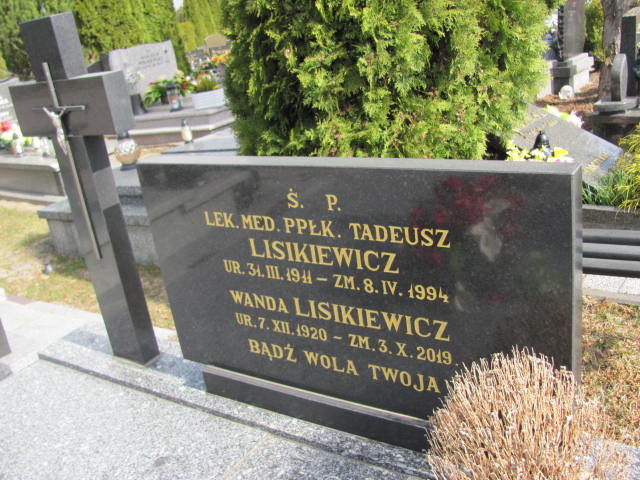 Ś. P.
LEK. MED. PPŁK. TADEUSZ
LISIKIEWICZ
UR. 31. III. 1911 – ZM. 8. IV. 1994
WANDA LISIKIEWICZ
UR. 7. XII. 1920 – ZM. 3. X. 2019
BĄDŹ WOLA TWOJA